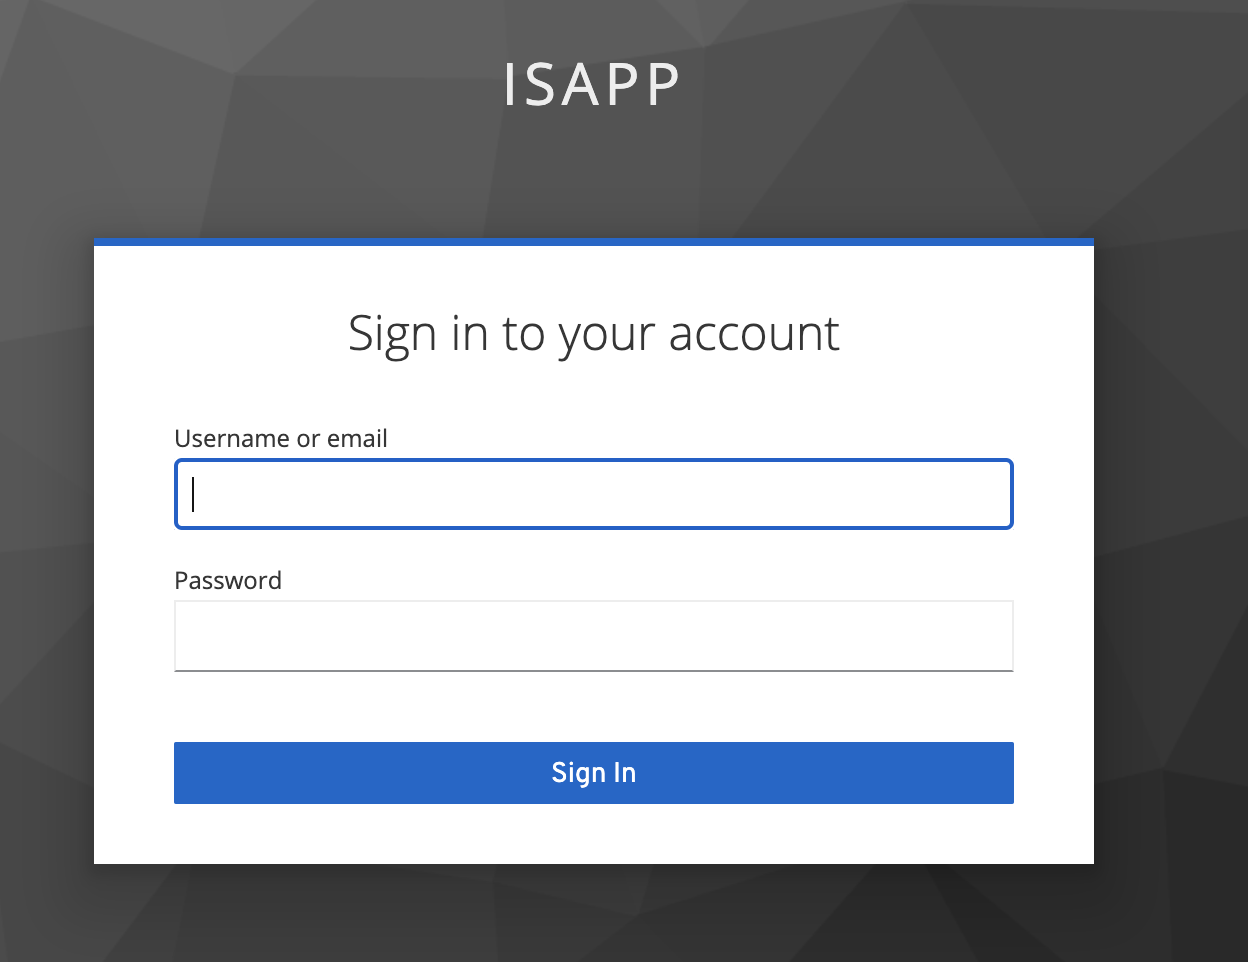 ISAPP
Sign in to your account
Username or email
Password
Sign In